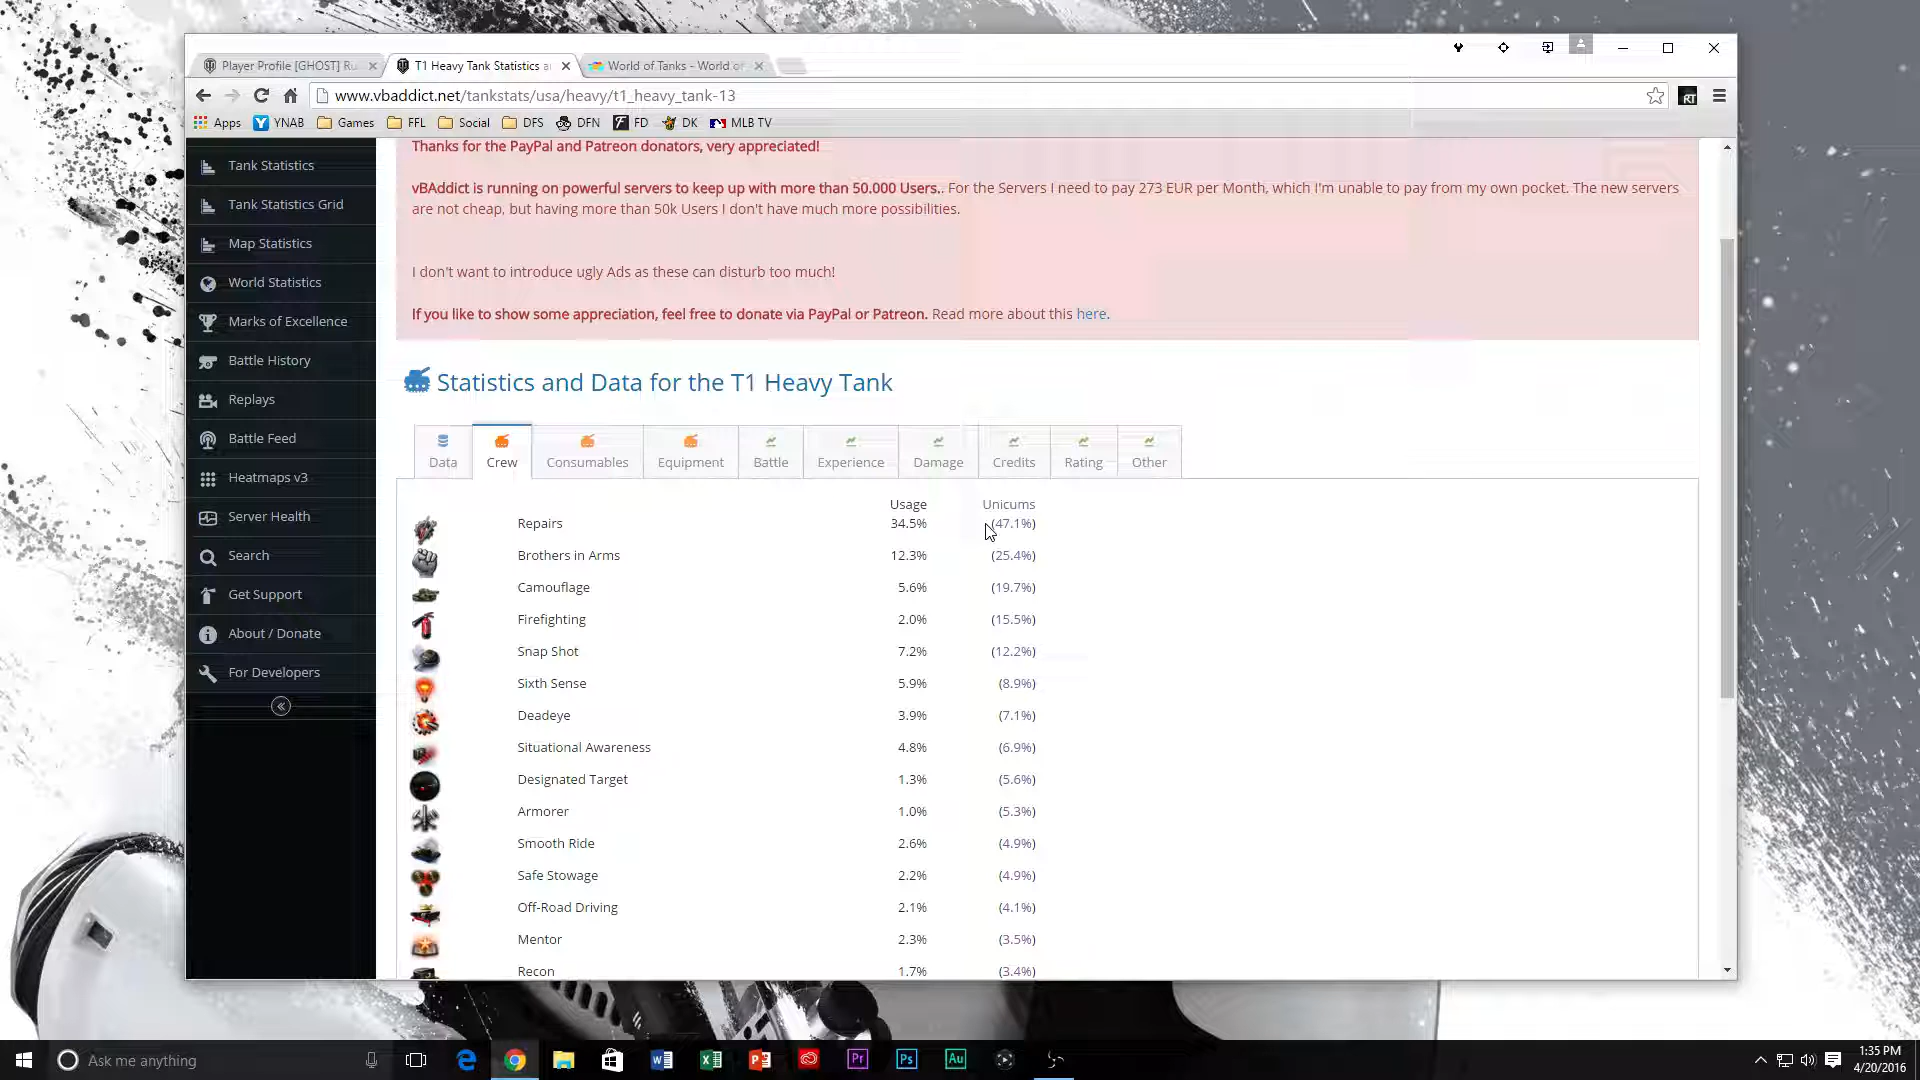 Player Profile [GHOST] Ru
T1 Heavy Tank Statistics a
World of Tanks - World of
www.vbaddict.net/tankstats/usa/heavy/t1_heavy_tank-13
Apps YNAB Games FFL Social DFS DFN FD DK MLB TV
Tank Statistics
Tank Statistics Grid
Map Statistics
World Statistics
Marks of Excellence
Battle History
Replays
Battle Feed
Heatmaps v3
Server Health
Search
Get Support
About / Donate
For Developers
Thanks for the PayPal and Patreon donators, very appreciated!
vBAddict is running on powerful servers to keep up with more than 50.000 Users.. For the Servers I need to pay 273 EUR per Month, which I'm unable to pay from my own pocket. The new servers
are not cheap, but having more than 50k Users I don't have much more possibilities.
I don't want to introduce ugly Ads as these can disturb too much!
If you like to show some appreciation, feel free to donate via PayPal or Patreon. Read more about this here.
Statistics and Data for the T1 Heavy Tank
Data Crew Consumables Equipment Battle Experience Damage Credits Rating Other
Usage Unicums
Repairs 34.5% (47.1%)
Brothers in Arms 12.3% (25.4%)
Camouflage 5.6% (19.7%)
Firefighting 2.0% (15.5%)
Snap Shot 7.2% (12.2%)
Sixth Sense 5.9% (8.9%)
Deadeye 3.9% (7.1%)
Situational Awareness 4.8% (6.9%)
Designated Target 1.3% (5.6%)
Armorer 1.0% (5.3%)
Smooth Ride 2.6% (4.9%)
Safe Stowage 2.2% (4.9%)
Off-Road Driving 2.1% (4.1%)
Mentor 2.3% (3.5%)
Recon 1.7% (3.4%)
Ask me anything
Pr Ps Au
1:35 PM
4/20/2016